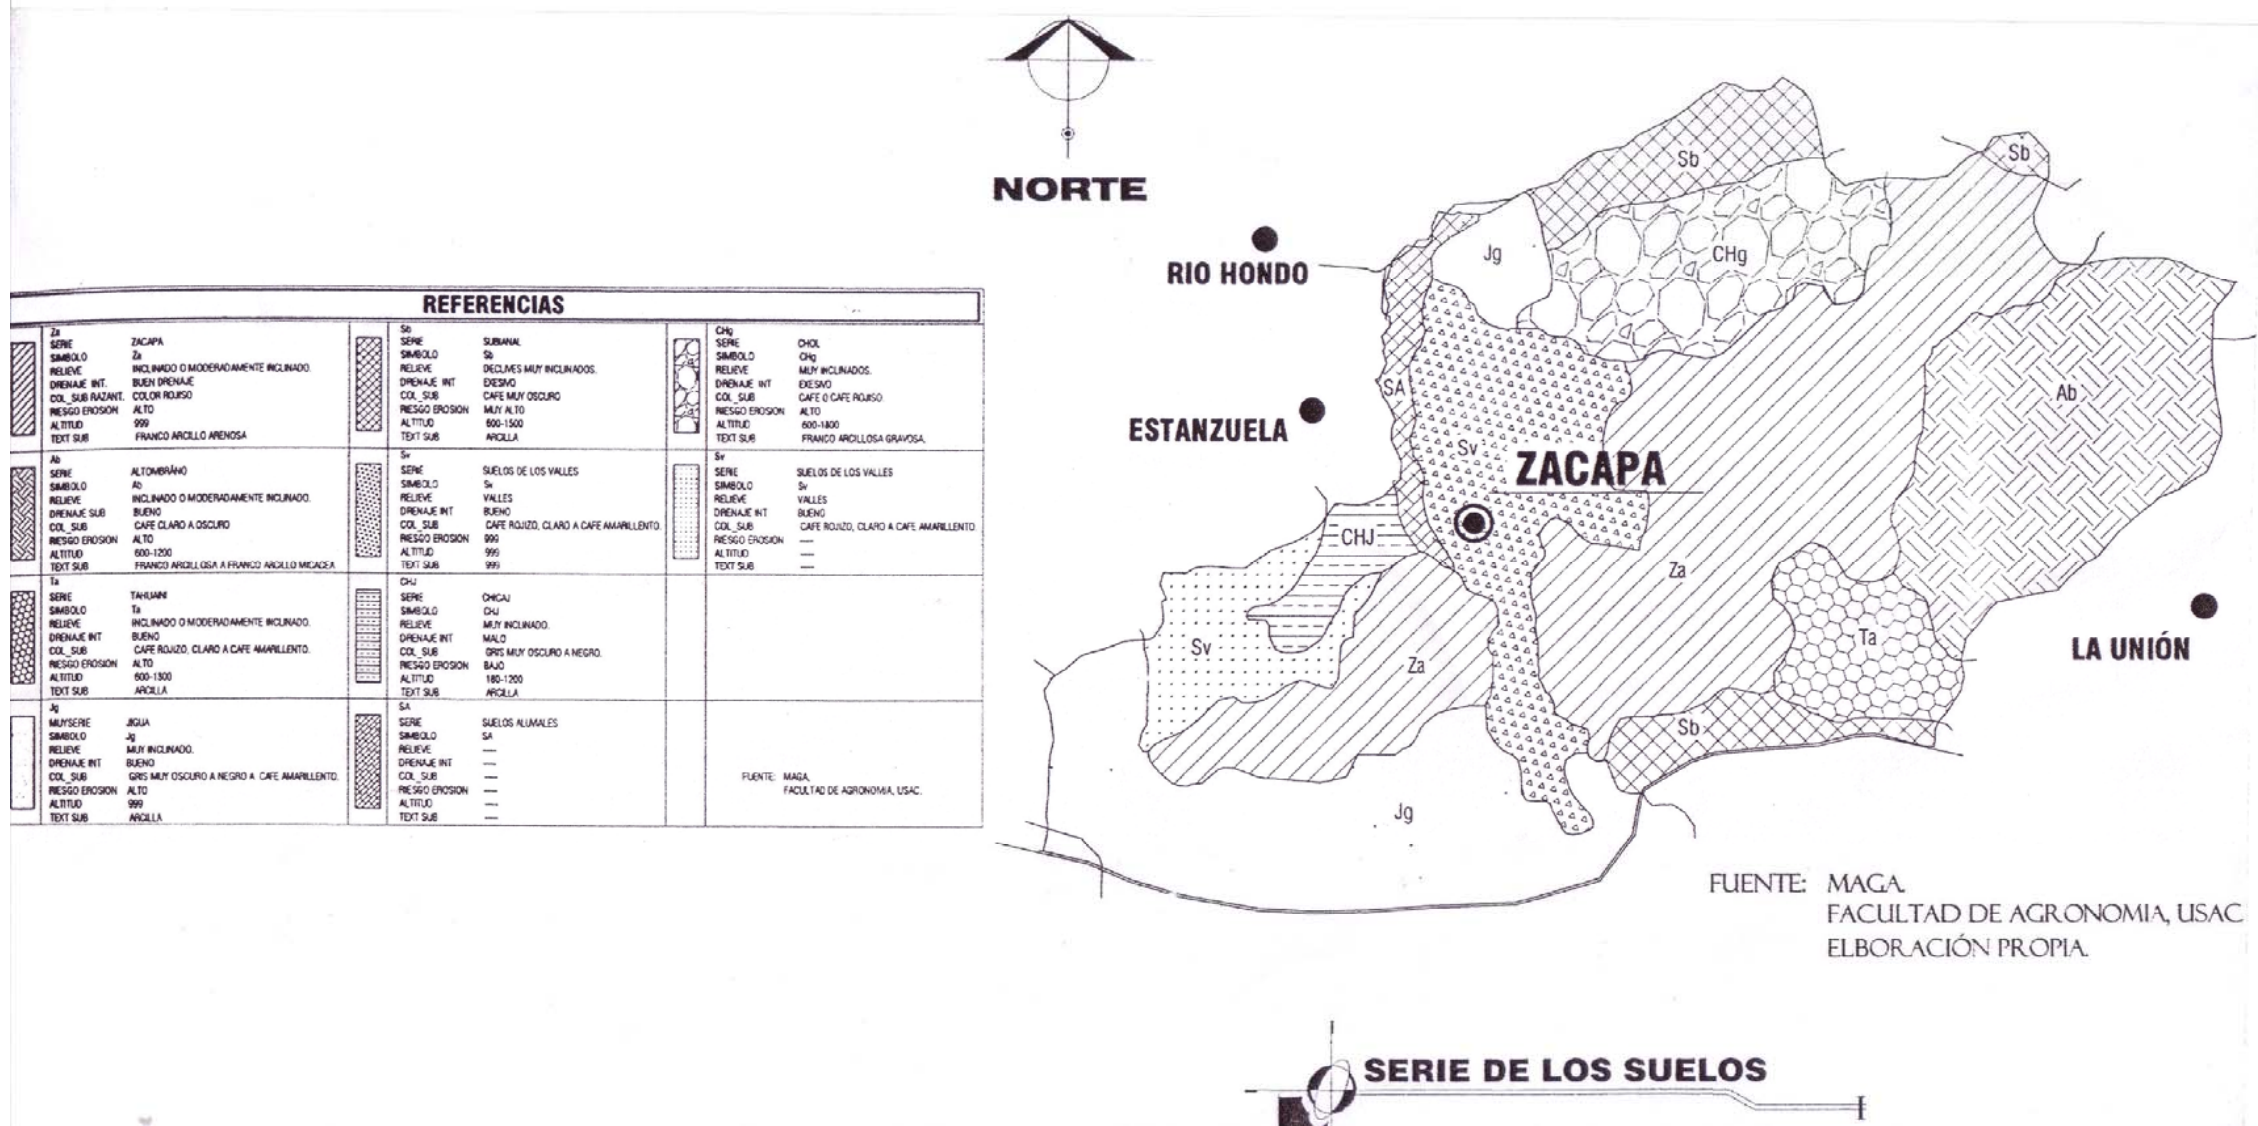 NORTE
RIO HONDO
ESTANZUELA
ZACAPA
LA UNIÓN
Sb
Sb
Jg
CHg
SA
Ab
Sv
CHJ
Za
Ta
Sv
Za
Sb
Jg
REFERENCIAS
Za
SERIE ZACAPA
SIMBOLO Za
RELIEVE INCLINADO O MODERADAMENTE INCLINADO.
DRENAJE INT. BUEN DRENAJE
COL_SUB RAZANT. COLOR ROJISO
RIESGO EROSION ALTO
ALTITUD 999
TEXT SUB FRANCO ARCILLO ARENOSA
Sb
SERIE SUBIANAL
SIMBOLO Sb
RELIEVE DECLIVES MUY INCLINADOS.
DRENAJE INT EXESIVO
COL_SUB CAFE MUY OSCURO
RIESGO EROSION MUY ALTO
ALTITUD 600-1500
TEXT SUB ARCILLA
CHg
SERIE CHOL
SIMBOLO CHg
RELIEVE MUY INCLINADOS.
DRENAJE INT EXESIVO
COL_SUB CAFE O CAFE ROJISO.
RIESGO EROSION ALTO
ALTITUD 600-1800
TEXT SUB FRANCO ARCILLOSA GRAVOSA.
Ab
SERIE ALTOMBRÁNO
SIMBOLO Ab
RELIEVE INCLINADO O MODERADAMENTE INCLINADO.
DRENAJE SUB BUENO
COL_SUB CAFE CLARO A OSCURO
RIESGO EROSION ALTO
ALTITUD 600-1200
TEXT SUB FRANCO ARCILLOSA A FRANCO ARCILLO MICACEA
Sv
SERIE SUELOS DE LOS VALLES
SIMBOLO Sv
RELIEVE VALLES
DRENAJE INT BUENO
COL_SUB CAFE ROJIZO, CLARO A CAFE AMARILLENTO.
RIESGO EROSION 999
ALTITUD 999
TEXT SUB 999
Sv
SERIE SUELOS DE LOS VALLES
SIMBOLO Sv
RELIEVE VALLES
DRENAJE INT BUENO
COL_SUB CAFE ROJIZO, CLARO A CAFE AMARILLENTO.
RIESGO EROSION ---
ALTITUD ---
TEXT SUB ---
Ta
SERIE TAHUAINI
SIMBOLO Ta
RELIEVE INCLINADO O MODERADAMENTE INCLINADO.
DRENAJE INT BUENO
COL_SUB CAFE ROJIZO, CLARO A CAFE AMARILLENTO.
RIESGO EROSION ALTO
ALTITUD 600-1300
TEXT SUB ARCILLA
CHJ
SERIE CHICAJ
SIMBOLO CHJ
RELIEVE MUY INCLINADO.
DRENAJE INT MALO
COL_SUB GRIS MUY OSCURO A NEGRO.
RIESGO EROSION BAJO
ALTITUD 180-1200
TEXT SUB ARCILLA
Jg
MUYSERIE JIGUA
SIMBOLO Jg
RELIEVE MUY INCLINADO.
DRENAJE INT BUENO
COL_SUB GRIS MUY OSCURO A NEGRO A CAFE AMARILLENTO.
RIESGO EROSION ALTO
ALTITUD 999
TEXT SUB ARCILLA
SA
SERIE SUELOS ALUVIALES
SIMBOLO SA
RELIEVE ---
DRENAJE INT ---
COL_SUB ---
RIESGO EROSION ---
ALTITUD ---
TEXT SUB ---
FUENTE: MAGA,
FACULTAD DE AGRONOMIA, USAC.
FUENTE: MAGA.
FACULTAD DE AGRONOMIA, USAC
ELBORACIÓN PROPIA.
SERIE DE LOS SUELOS